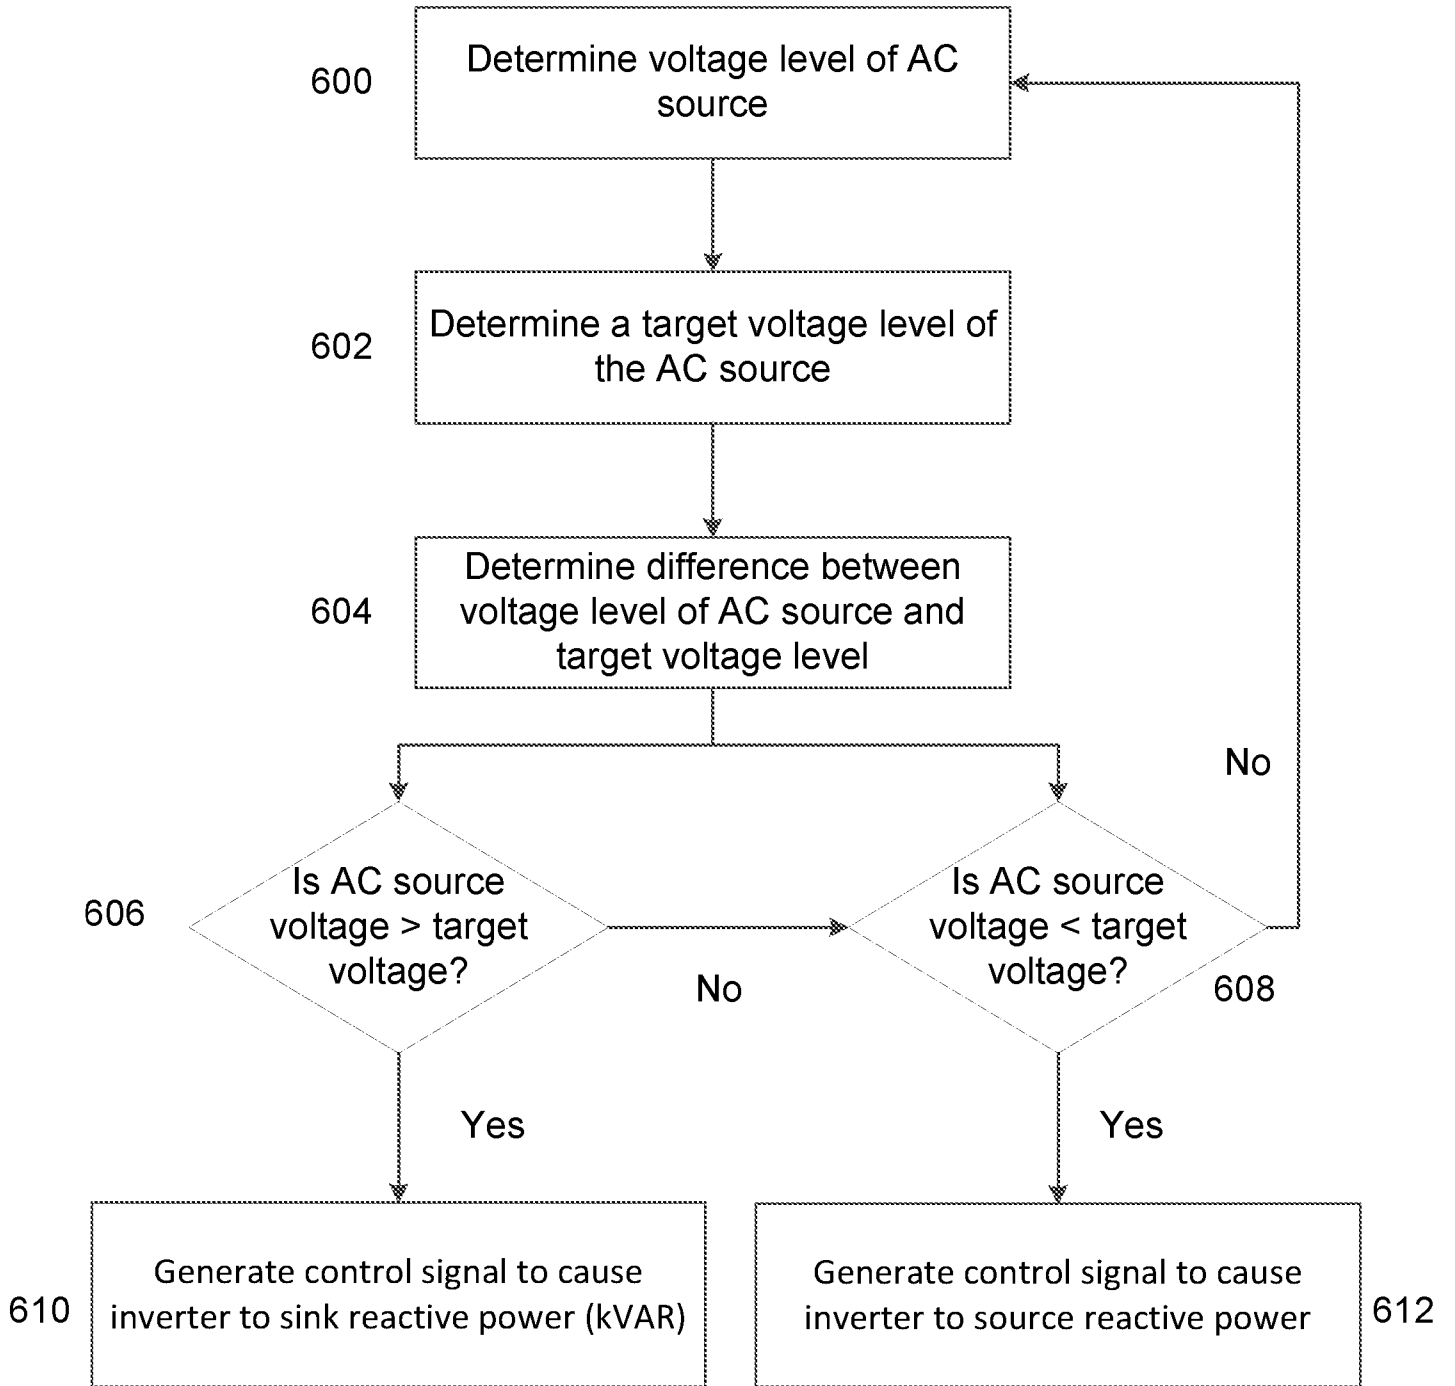 600
Determine voltage level of AC
source
602
Determine a target voltage level of
the AC source
604
Determine difference between
voltage level of AC source and
target voltage level
No
606
Is AC source
voltage > target
voltage?
No
Is AC source
voltage < target
voltage?
608
Yes
Yes
610
Generate control signal to cause
inverter to sink reactive power (kVAR)
Generate control signal to cause
inverter to source reactive power
612